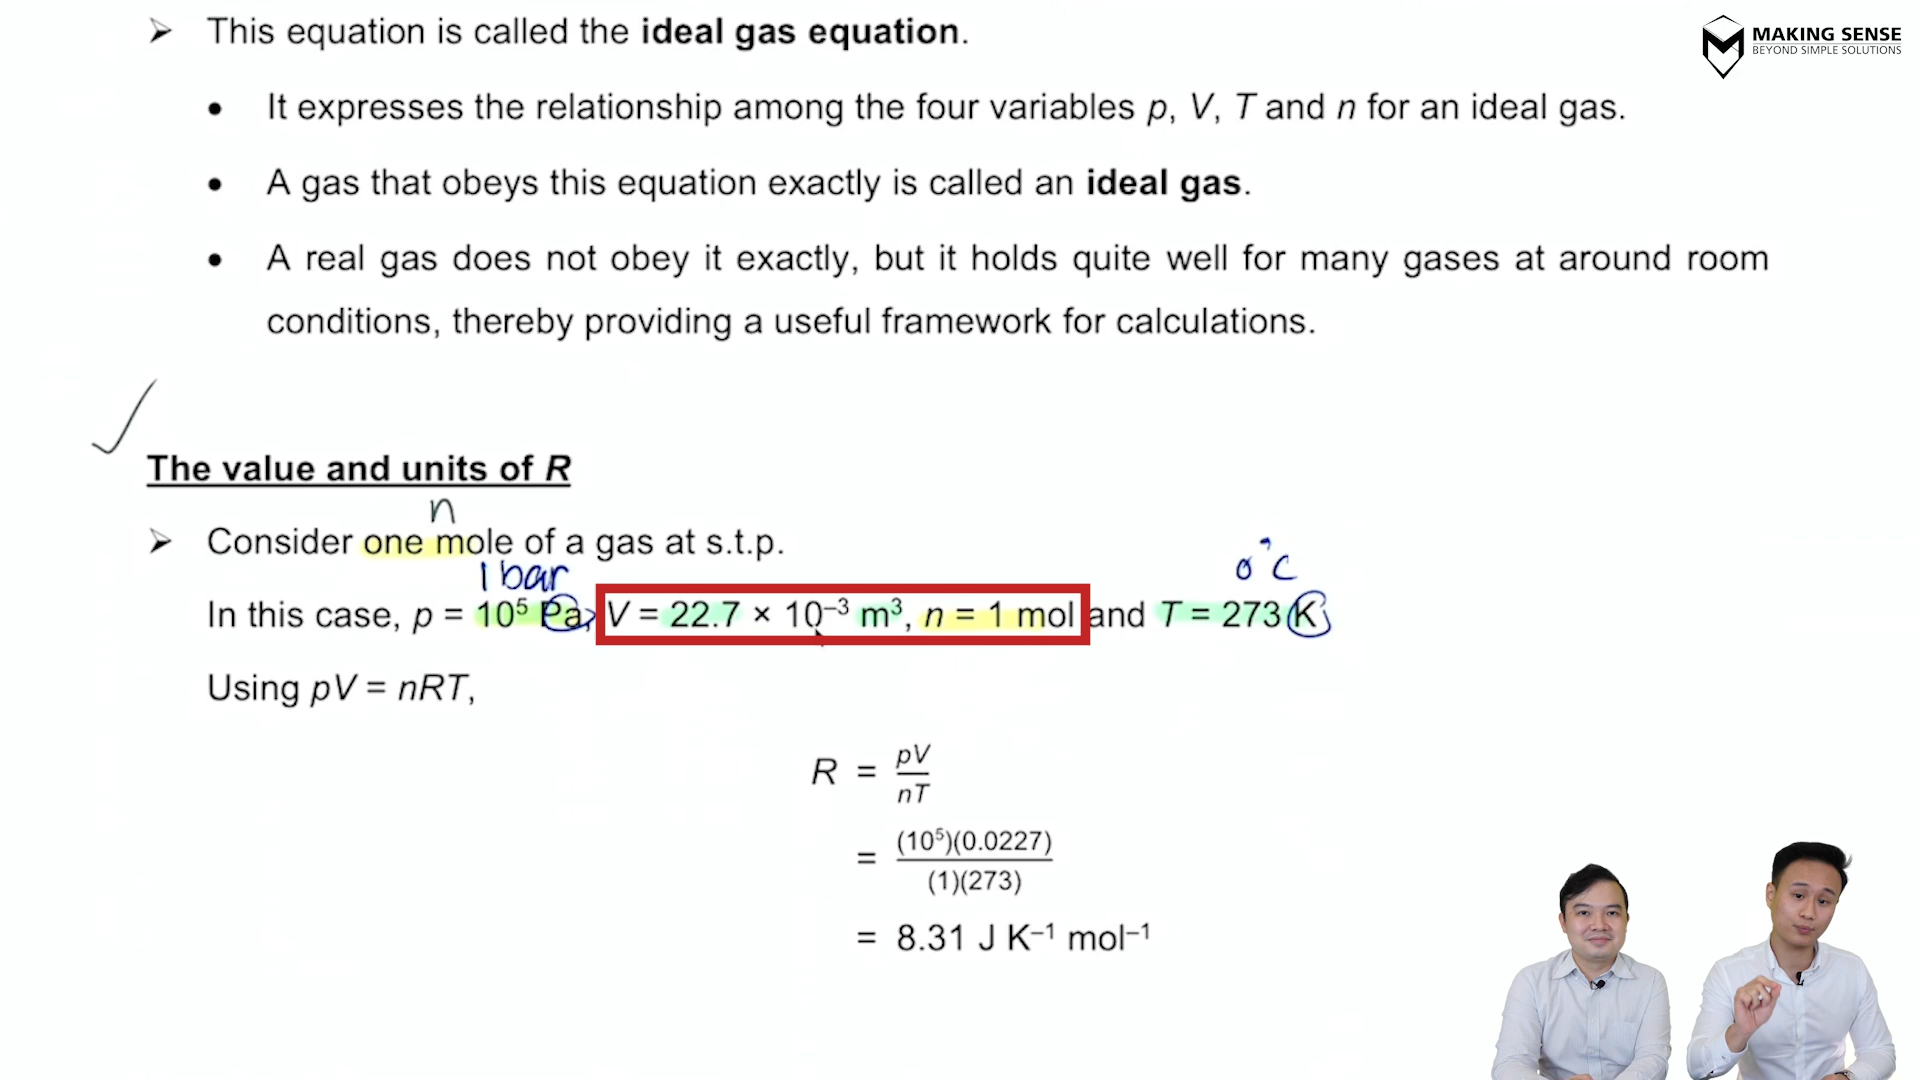 ➢ This equation is called the ideal gas equation.
MAKING SENSE
BEYOND SIMPLE SOLUTIONS
• It expresses the relationship among the four variables p, V, T and n for an ideal gas.
• A gas that obeys this equation exactly is called an ideal gas.
• A real gas does not obey it exactly, but it holds quite well for many gases at around room
conditions, thereby providing a useful framework for calculations.
The value and units of R
n
➢ Consider one mole of a gas at s.t.p.
1 bar
0°C
In this case, p = 10⁵ Pa, V = 22.7 × 10⁻³ m³, n = 1 mol and T = 273 K
Using pV = nRT,
R = pV/nT
= (10⁵)(0.0227)/(1)(273)
= 8.31 J K⁻¹ mol⁻¹